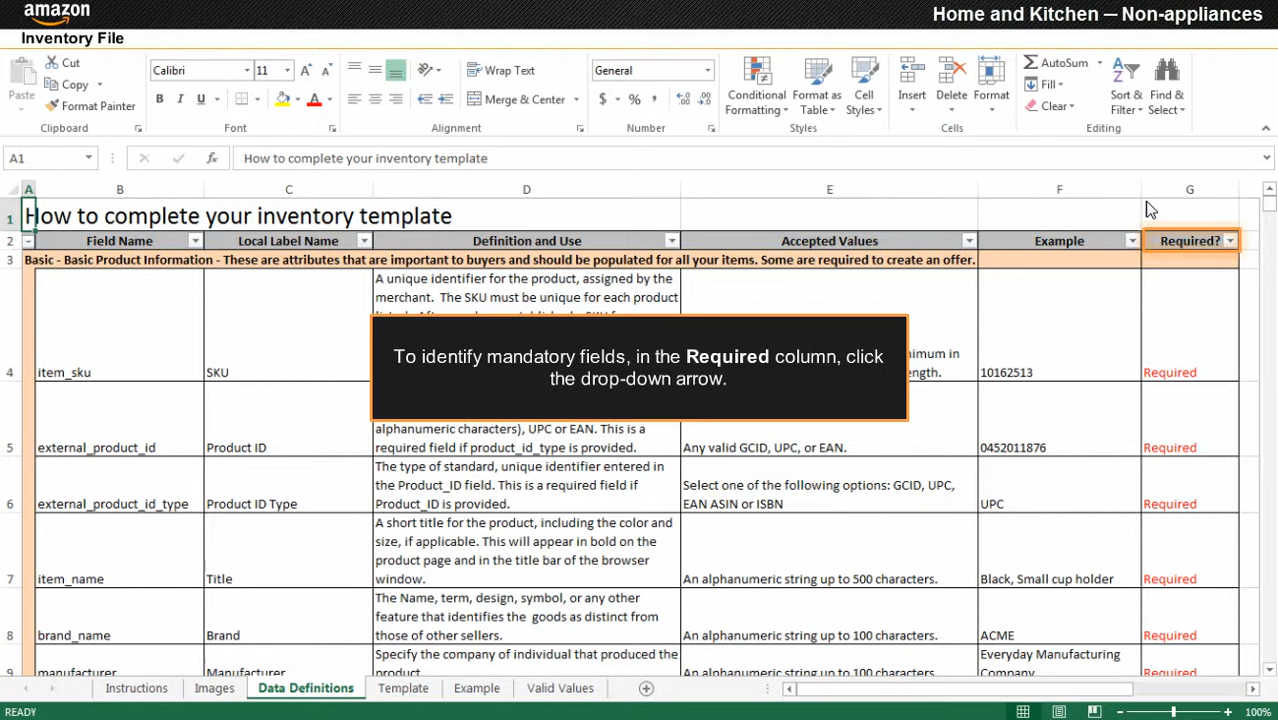 amazon
Home and Kitchen — Non-appliances
Inventory File
Cut
Copy
Format Painter
Paste
Clipboard
Calibri
11
A
A
B
I
U
A
Font
Wrap Text
Merge & Center
Alignment
General
$ % ,
Number
Conditional
Formatting
Format as
Table
Cell
Styles
Styles
Insert
Delete
Format
Cells
AutoSum
Fill
Clear
Sort &
Filter
Find &
Select
Editing
A1
fx
How to complete your inventory template
A B C D E F G
1 How to complete your inventory template
2 Field Name Local Label Name Definition and Use Accepted Values Example Required?
3 Basic - Basic Product Information - These are attributes that are important to buyers and should be populated for all your items. Some are required to create an offer.
A unique identifier for the product, assigned by the
merchant. The SKU must be unique for each product
To identify mandatory fields, in the Required column, click
the drop-down arrow.
4 item_sku SKU 10162513 Required
alphanumeric characters), UPC or EAN. This is a
5 external_product_id Product ID required field if product_id_type is provided. Any valid GCID, UPC, or EAN. 0452011876 Required
The type of standard, unique identifier entered in
the Product_ID field. This is a required field if
Select one of the following options: GCID, UPC,
6 external_product_id_type Product ID Type Product_ID is provided. EAN ASIN or ISBN UPC Required
A short title for the product, including the color and
size, if applicable. This will appear in bold on the
product page and in the title bar of the browser
7 item_name Title window. An alphanumeric string up to 500 characters. Black, Small cup holder Required
The Name, term, design, symbol, or any other
feature that identifies the goods as distinct from
8 brand_name Brand those of other sellers. An alphanumeric string up to 100 characters. ACME Required
Specify the company of individual that produced the
Everyday Manufacturing
9 manufacturer Manufacturer product. An alphanumeric string up to 100 characters. Company Required
Instructions Images Data Definitions Template Example Valid Values
READY
100%